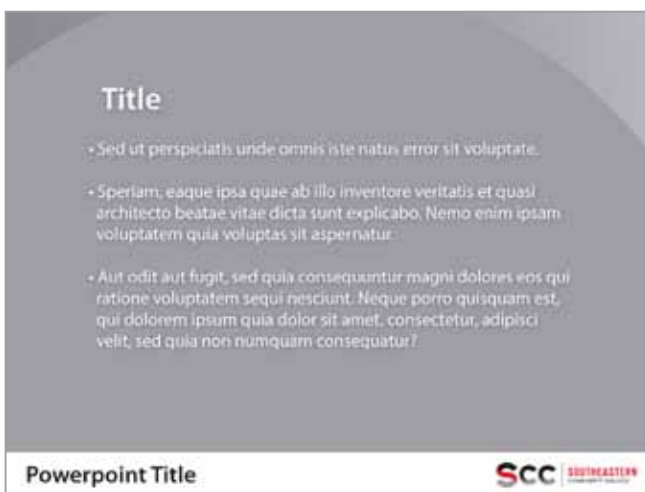 Title
• Sed ut perspiciatis unde omnis iste natus error sit voluptate.
• Speriam, eaque ipsa quae ab illo inventore veritatis et quasi
architecto beatae vitae dicta sunt explicabo. Nemo enim ipsam
voluptatem quia voluptas sit aspernatur
• Aut odit aut fugit, sed quia consequuntur magni dolores eos qui
ratione voluptatem sequi nesciunt. Neque porro quisquam est,
qui dolorem ipsum quia dolor sit amet, consectetur, adipisci
velit, sed quia non numquam consequatur?
Powerpoint Title
SCC
SOUTHEASTERN